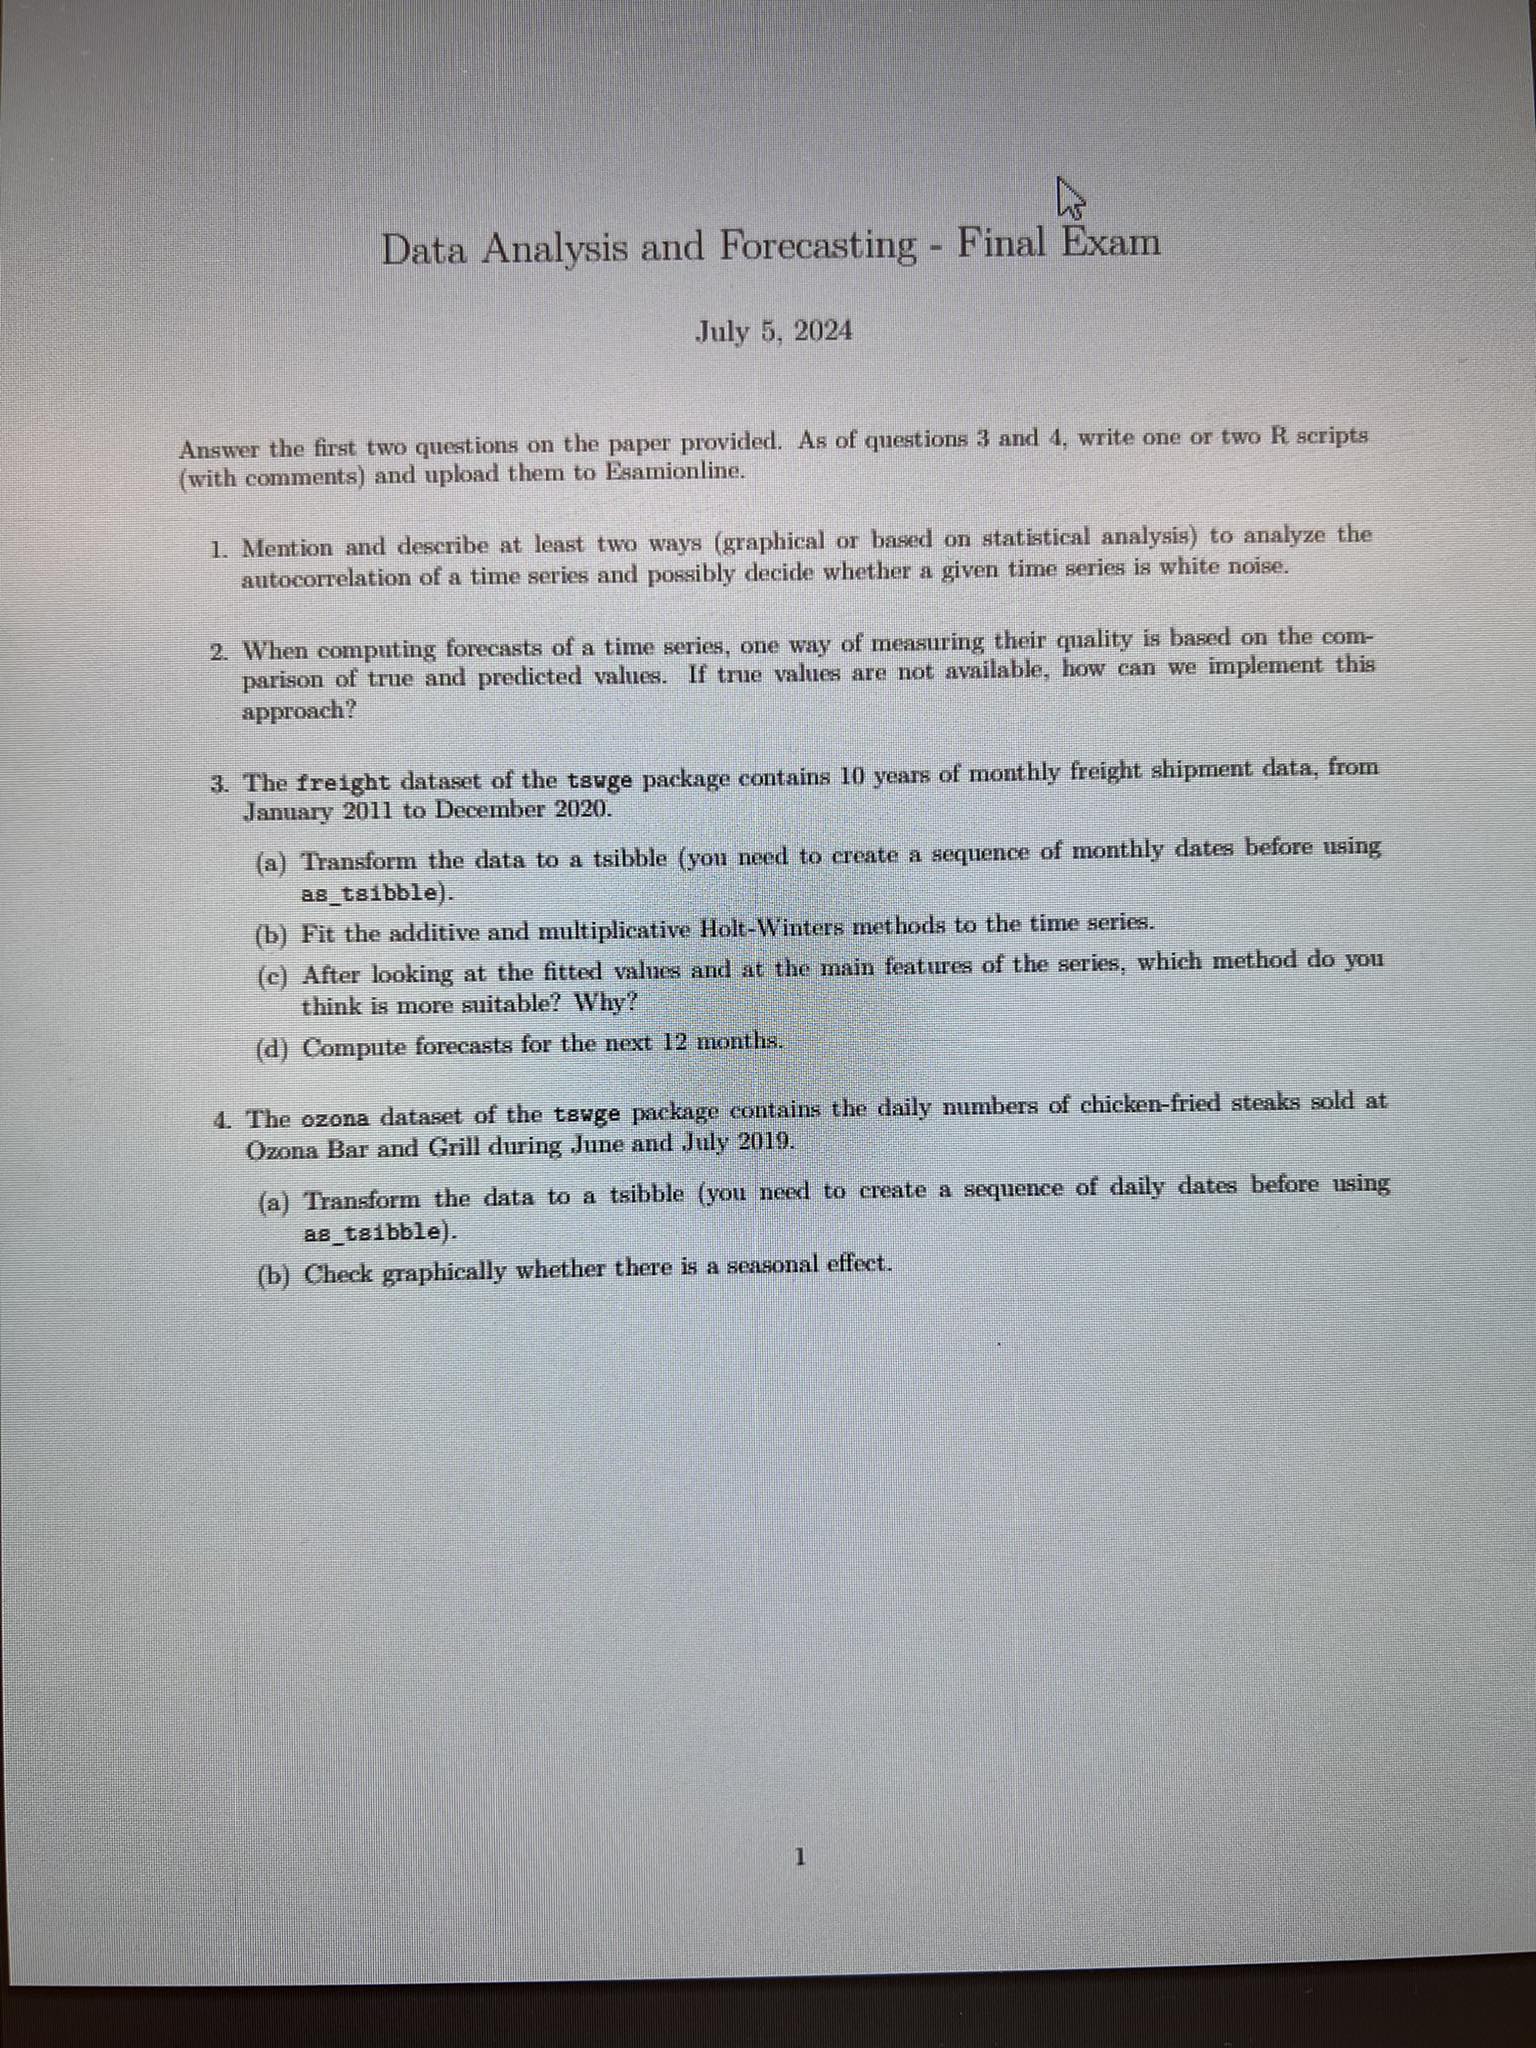 Data Analysis and Forecasting - Final Exam
July 5, 2024
Answer the first two questions on the paper provided. As of questions 3 and 4, write one or two R scripts
(with comments) and upload them to Esamionline.
1. Mention and describe at least two ways (graphical or based on statistical analysis) to analyze the
autocorrelation of a time series and possibly decide whether a given time series is white noise.
2. When computing forecasts of a time series, one way of measuring their quality is based on the com-
parison of true and predicted values. If true values are not available, how can we implement this
approach?
3. The freight dataset of the tswge package contains 10 years of monthly freight shipment data, from
January 2011 to December 2020.
(a) Transform the data to a tsibble (you need to create a sequence of monthly dates before using
as_tsibble).
(b) Fit the additive and multiplicative Holt-Winters methods to the time series.
(c) After looking at the fitted values and at the main features of the series, which method do you
think is more suitable? Why?
(d) Compute forecasts for the next 12 months.
4. The ozona dataset of the tswge package contains the daily numbers of chicken-fried steaks sold at
Ozona Bar and Grill during June and July 2019.
(a) Transform the data to a tsibble (you need to create a sequence of daily dates before using
as_tsibble).
(b) Check graphically whether there is a seasonal effect.
1